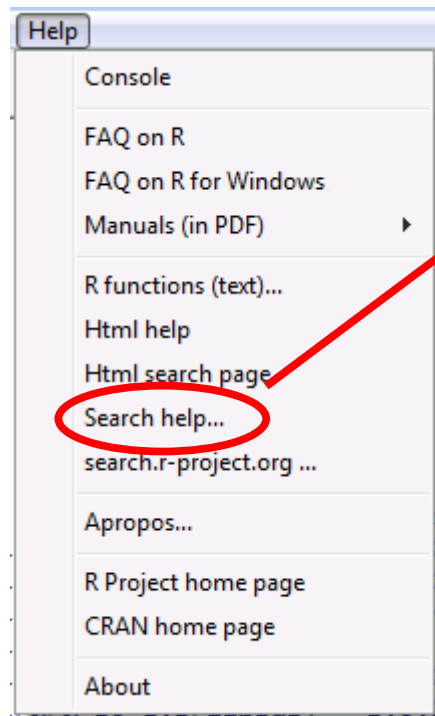 Help
Console
FAQ on R
FAQ on R for Windows
Manuals (in PDF)
R functions (text)...
Html help
Html search page
Search help...
search.r-project.org ...
Apropos...
R Project home page
CRAN home page
About